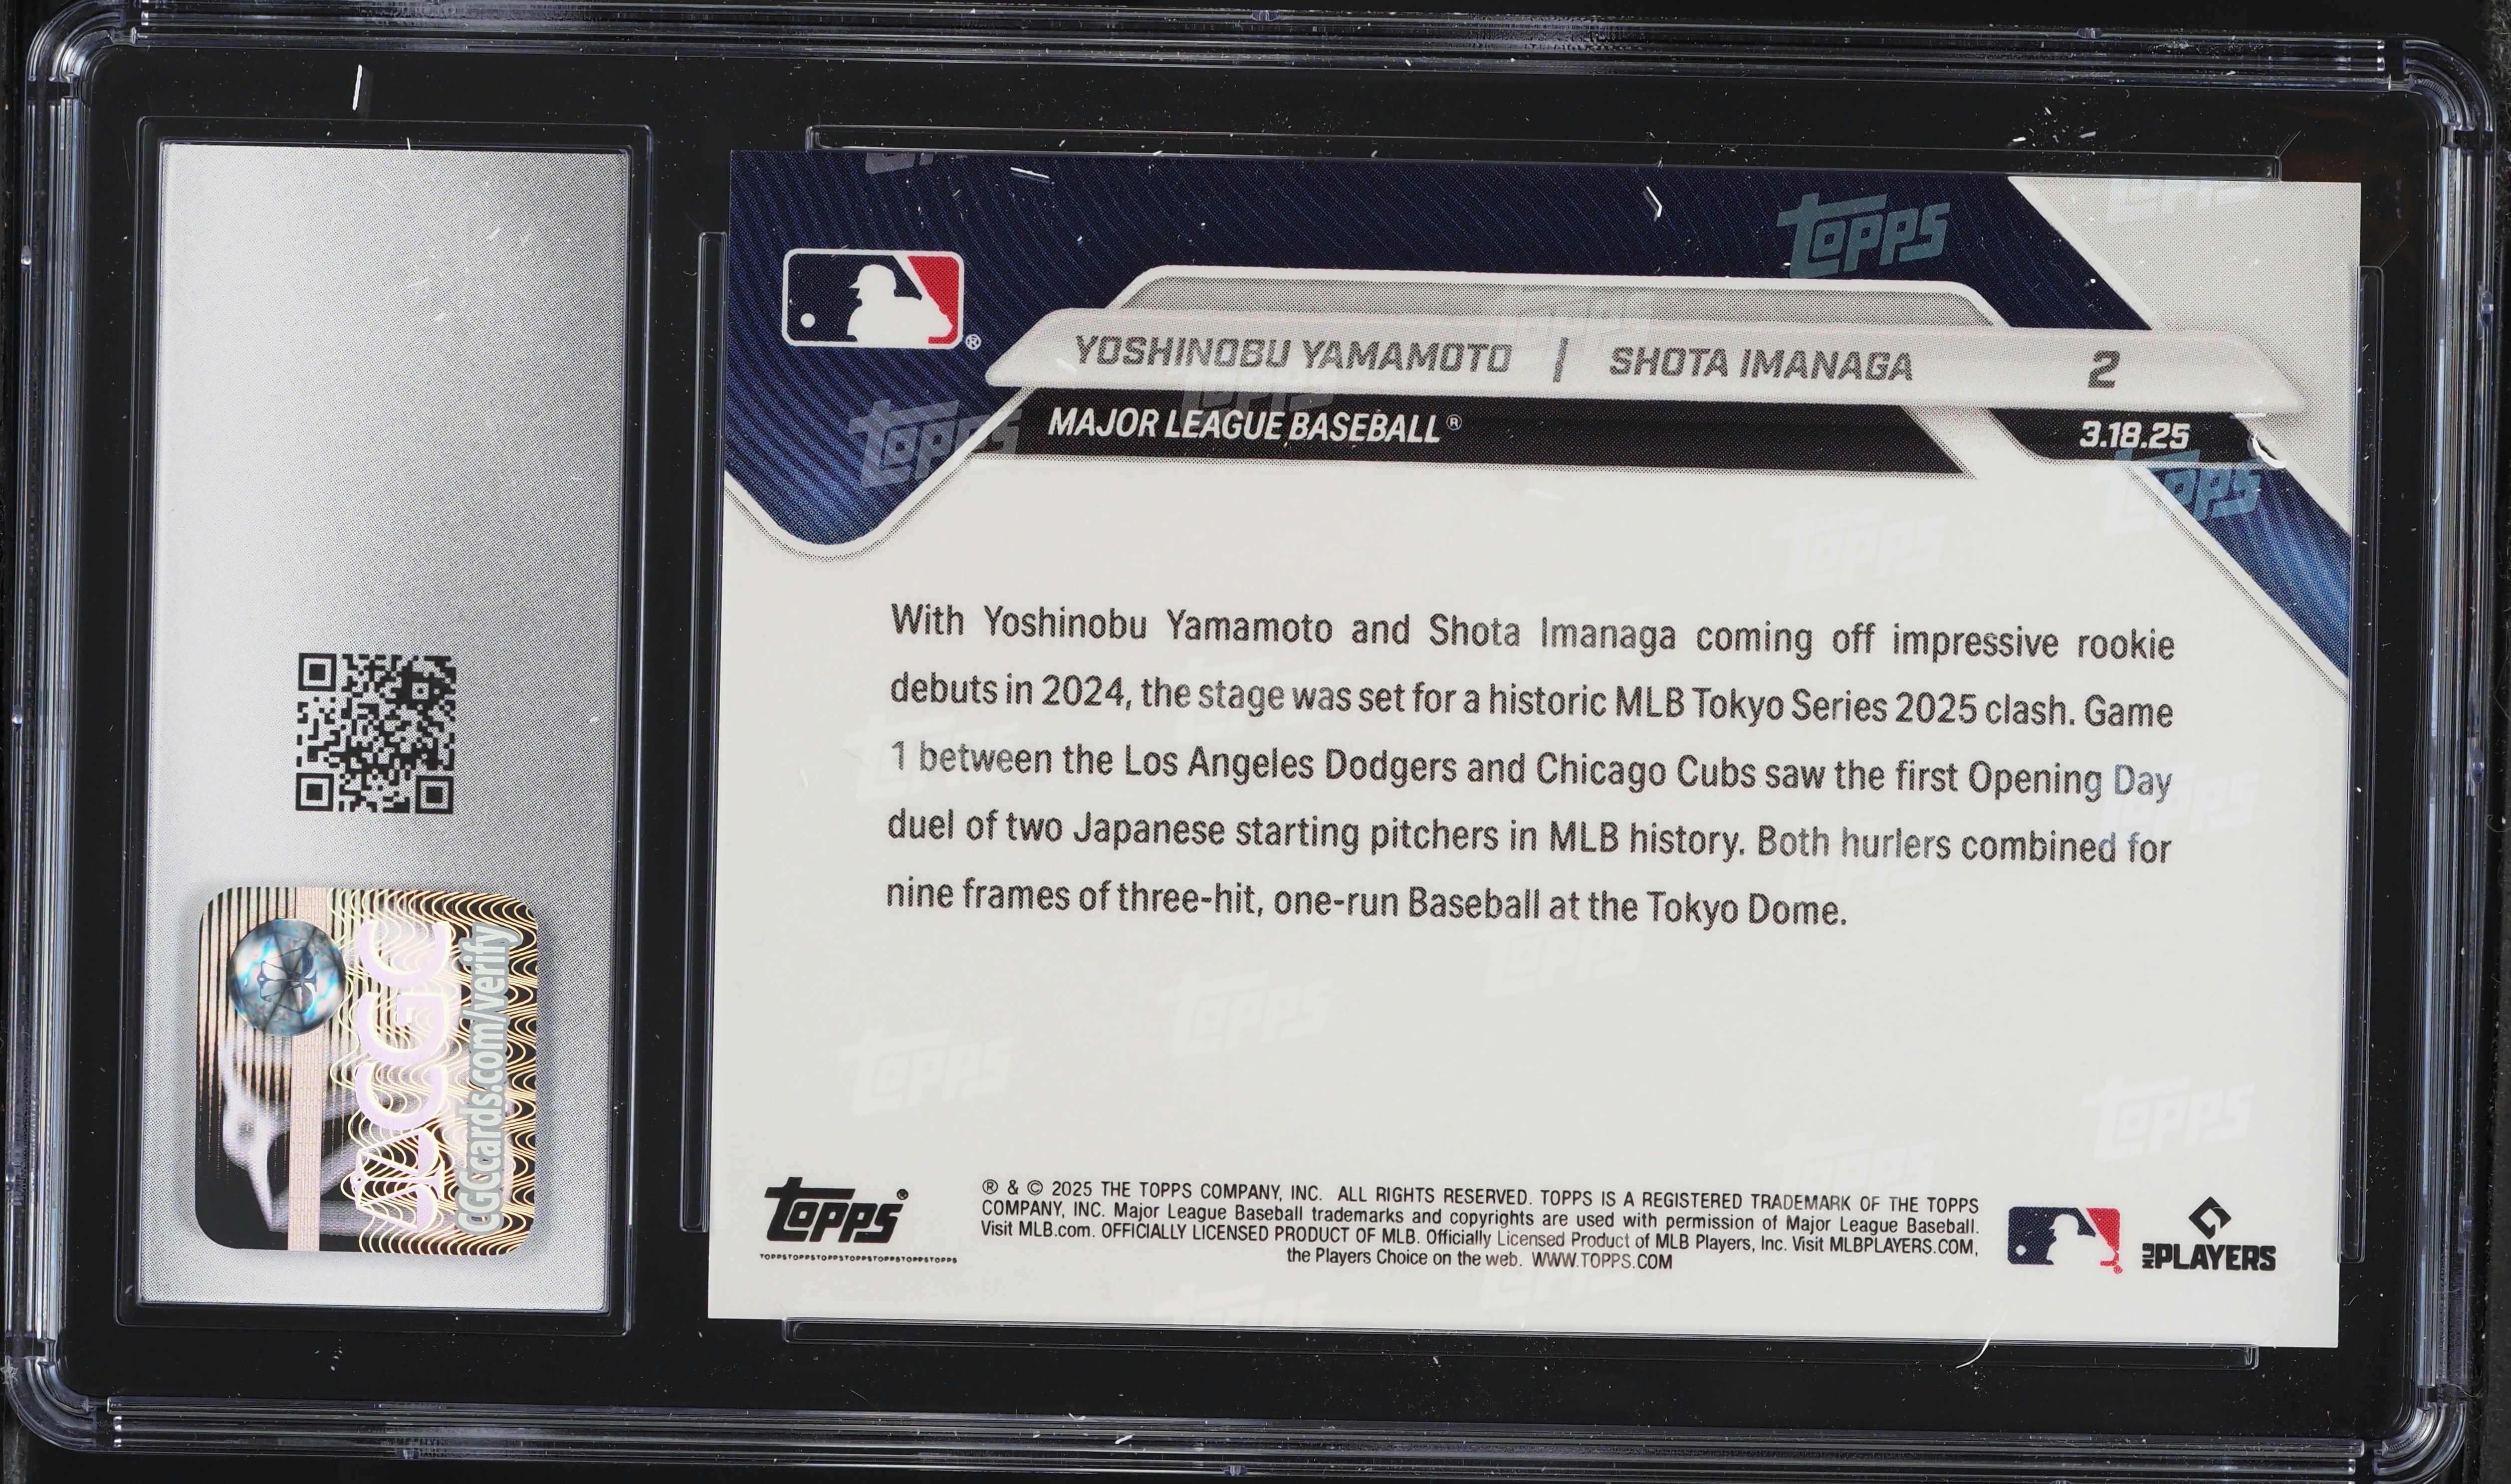 topps
YOSHINOBU YAMAMOTO | SHOTA IMANAGA 2
MAJOR LEAGUE BASEBALL®
3.18.25
With Yoshinobu Yamamoto and Shota Imanaga coming off impressive rookie
debuts in 2024, the stage was set for a historic MLB Tokyo Series 2025 clash. Game
1 between the Los Angeles Dodgers and Chicago Cubs saw the first Opening Day
duel of two Japanese starting pitchers in MLB history. Both hurlers combined for
nine frames of three-hit, one-run Baseball at the Tokyo Dome.
CGC
CGCcards.com/verify
topps®
TOPPSTOPPSTOPPSTOPPSTOPPSTOPPSTOPPS
® & © 2025 THE TOPPS COMPANY, INC. ALL RIGHTS RESERVED. TOPPS IS A REGISTERED TRADEMARK OF THE TOPPS
COMPANY, INC. Major League Baseball trademarks and copyrights are used with permission of Major League Baseball.
Visit MLB.com. OFFICIALLY LICENSED PRODUCT OF MLB. Officially Licensed Product of MLB Players, Inc. Visit MLBPLAYERS.COM,
the Players Choice on the web. WWW.TOPPS.COM
MLB PLAYERS